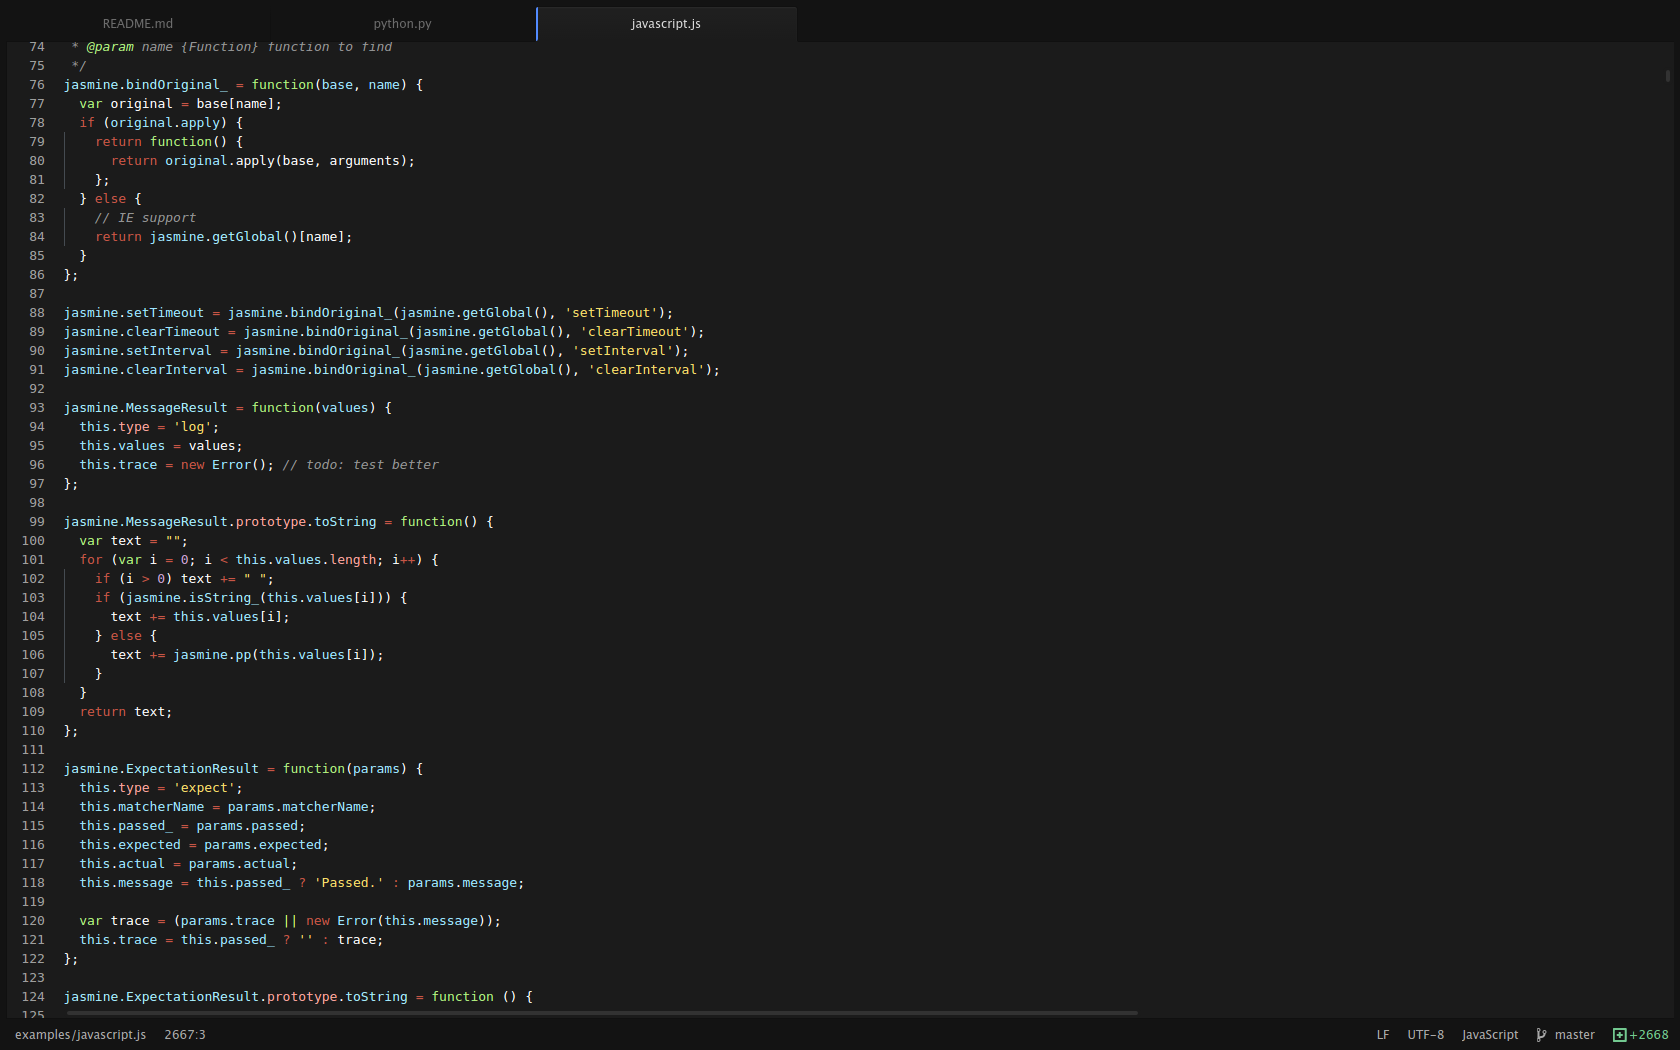 README.md python.py javascript.js
74  * @param name {Function} function to find
75  */
76 jasmine.bindOriginal_ = function(base, name) {
77   var original = base[name];
78   if (original.apply) {
79     return function() {
80       return original.apply(base, arguments);
81     };
82   } else {
83     // IE support
84     return jasmine.getGlobal()[name];
85   }
86 };
87
88 jasmine.setTimeout = jasmine.bindOriginal_(jasmine.getGlobal(), 'setTimeout');
89 jasmine.clearTimeout = jasmine.bindOriginal_(jasmine.getGlobal(), 'clearTimeout');
90 jasmine.setInterval = jasmine.bindOriginal_(jasmine.getGlobal(), 'setInterval');
91 jasmine.clearInterval = jasmine.bindOriginal_(jasmine.getGlobal(), 'clearInterval');
92
93 jasmine.MessageResult = function(values) {
94   this.type = 'log';
95   this.values = values;
96   this.trace = new Error(); // todo: test better
97 };
98
99 jasmine.MessageResult.prototype.toString = function() {
100   var text = "";
101   for (var i = 0; i < this.values.length; i++) {
102     if (i > 0) text += " ";
103     if (jasmine.isString_(this.values[i])) {
104       text += this.values[i];
105     } else {
106       text += jasmine.pp(this.values[i]);
107     }
108   }
109   return text;
110 };
111
112 jasmine.ExpectationResult = function(params) {
113   this.type = 'expect';
114   this.matcherName = params.matcherName;
115   this.passed_ = params.passed;
116   this.expected = params.expected;
117   this.actual = params.actual;
118   this.message = this.passed_ ? 'Passed.' : params.message;
119
120   var trace = (params.trace || new Error(this.message));
121   this.trace = this.passed_ ? '' : trace;
122 };
123
124 jasmine.ExpectationResult.prototype.toString = function () {
125
examples/javascript.js 2667:3 LF UTF-8 JavaScript master +2668